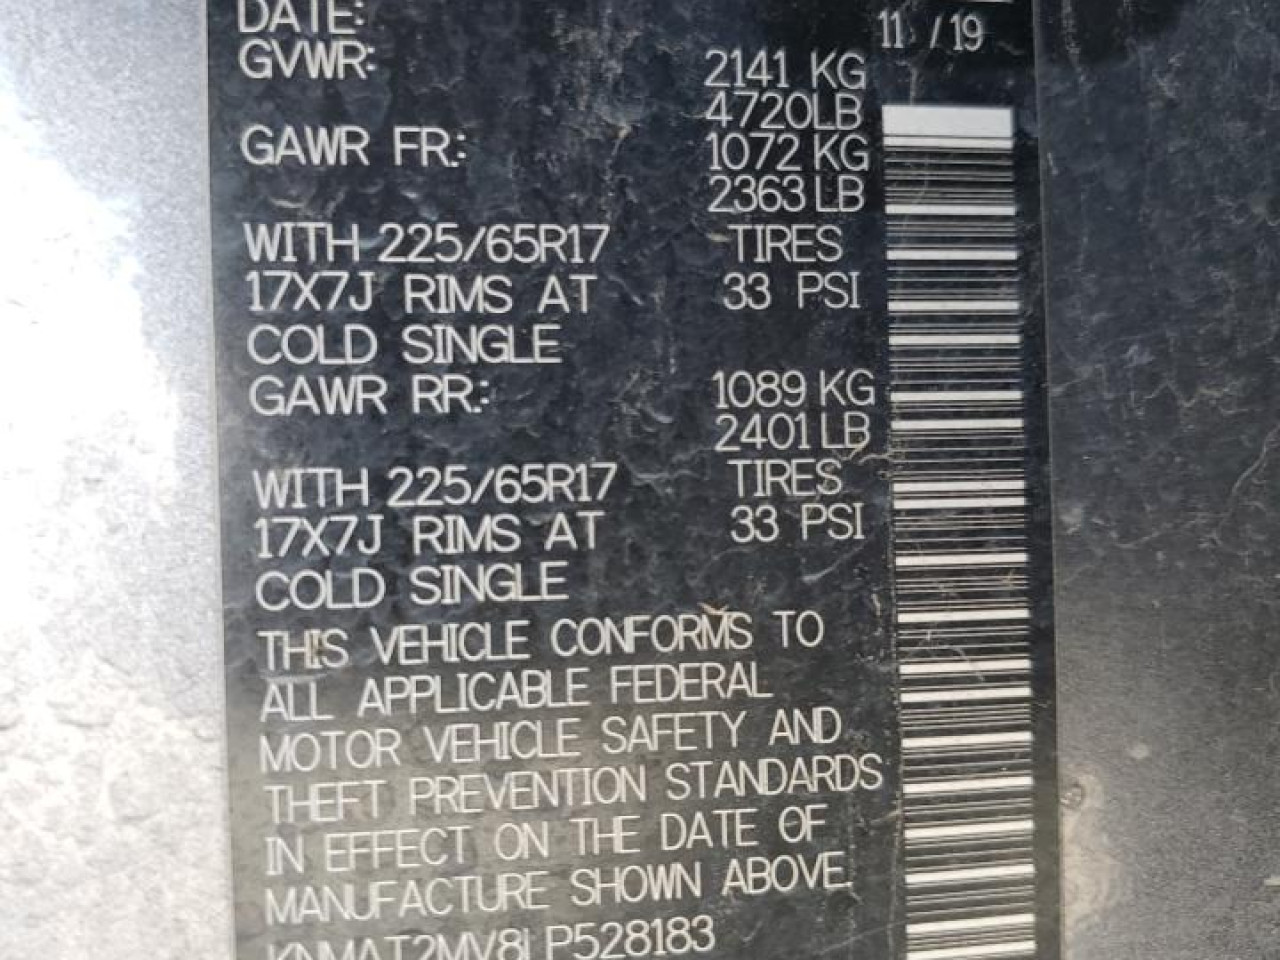 DATE: 11 / 19
GVWR: 2141 KG
4720LB
GAWR FR.: 1072 KG
2363 LB
WITH 225/65R17 TIRES
17X7J RIMS AT 33 PSI
COLD SINGLE
GAWR RR.: 1089 KG
2401 LB
WITH 225/65R17 TIRES
17X7J RIMS AT 33 PSI
COLD SINGLE
THIS VEHICLE CONFORMS TO
ALL APPLICABLE FEDERAL
MOTOR VEHICLE SAFETY AND
THEFT PREVENTION STANDARDS
IN EFFECT ON THE DATE OF
MANUFACTURE SHOWN ABOVE.
KNMAT2MV8LP528183